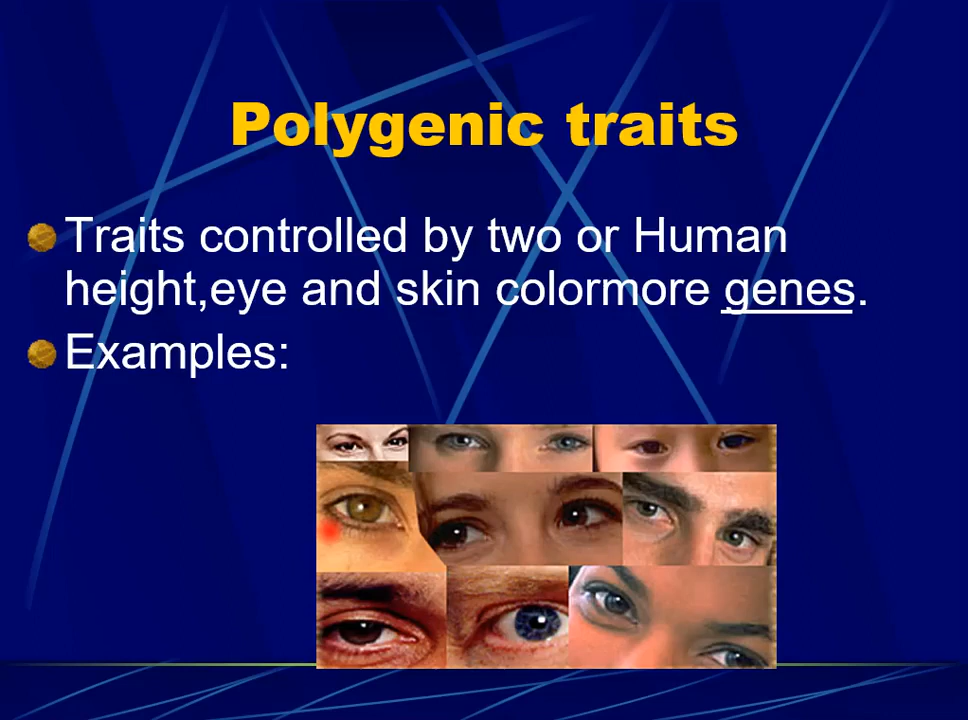 Polygenic traits
Traits controlled by two or Human
height,eye and skin colormore genes.
Examples: